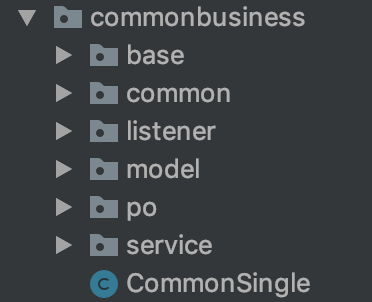 commonbusiness
base
common
listener
model
po
service
CommonSingle